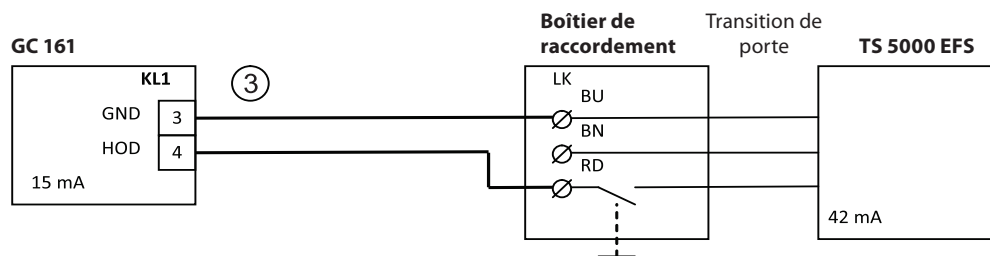 GC 161
Boîtier de
raccordement
Transition de
porte
TS 5000 EFS
KL1
3
LK
GND
3
BU
HOD
4
BN
RD
15 mA
42 mA